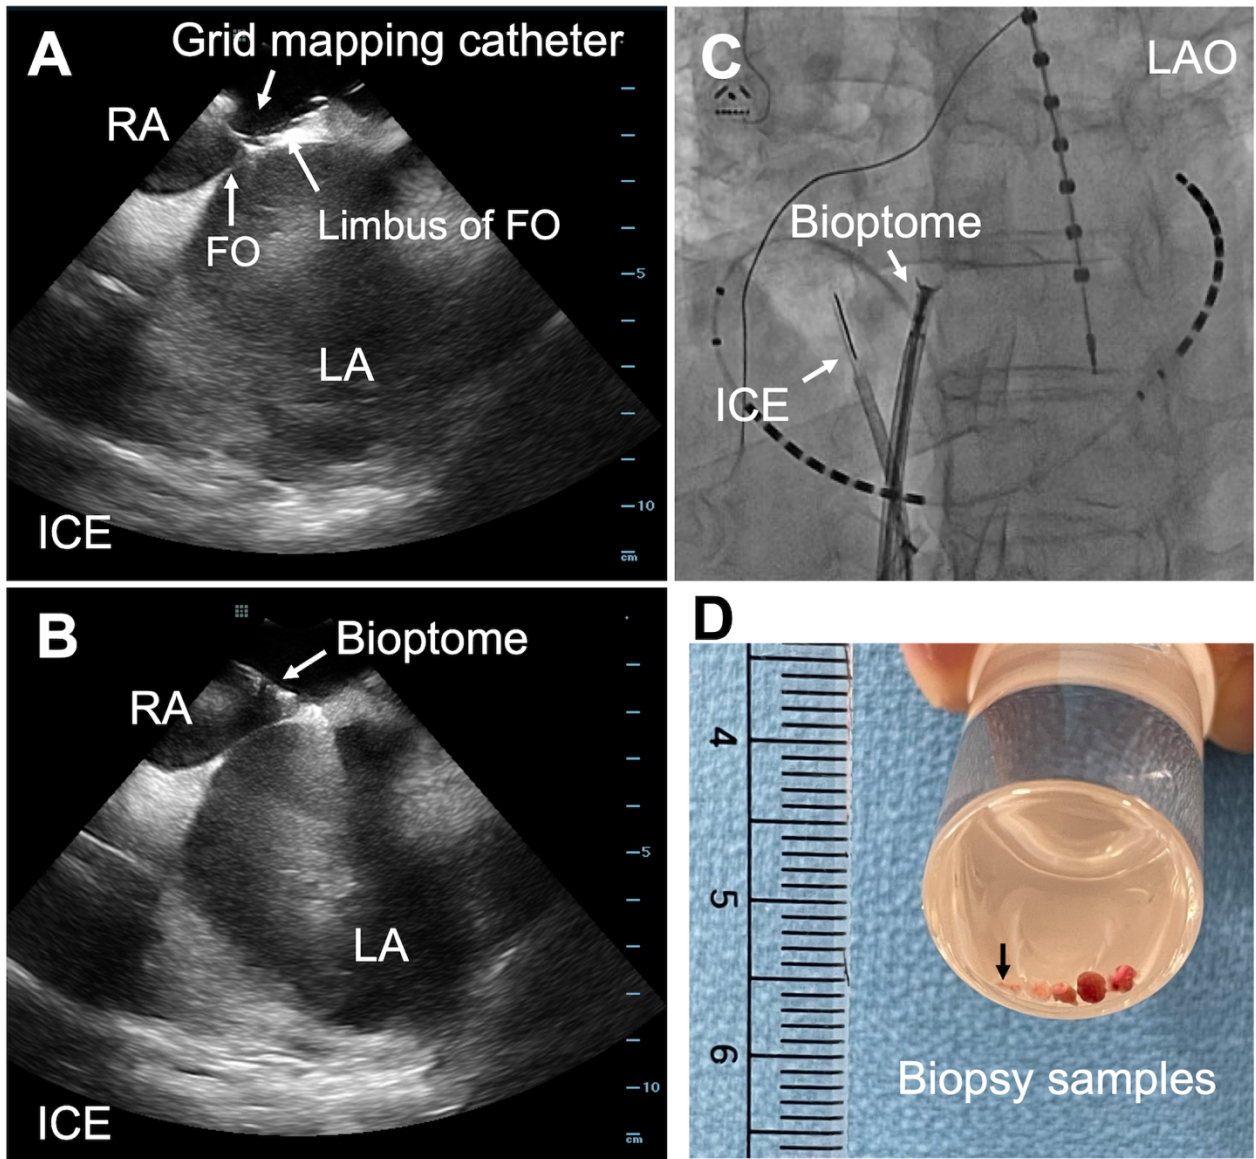 A
Grid mapping catheter
RA
FO
Limbus of FO
LA
5
10
cm
ICE
B
Bioptome
RA
LA
5
10
cm
ICE
C
LAO
Bioptome
ICE
D
4
5
6
Biopsy samples